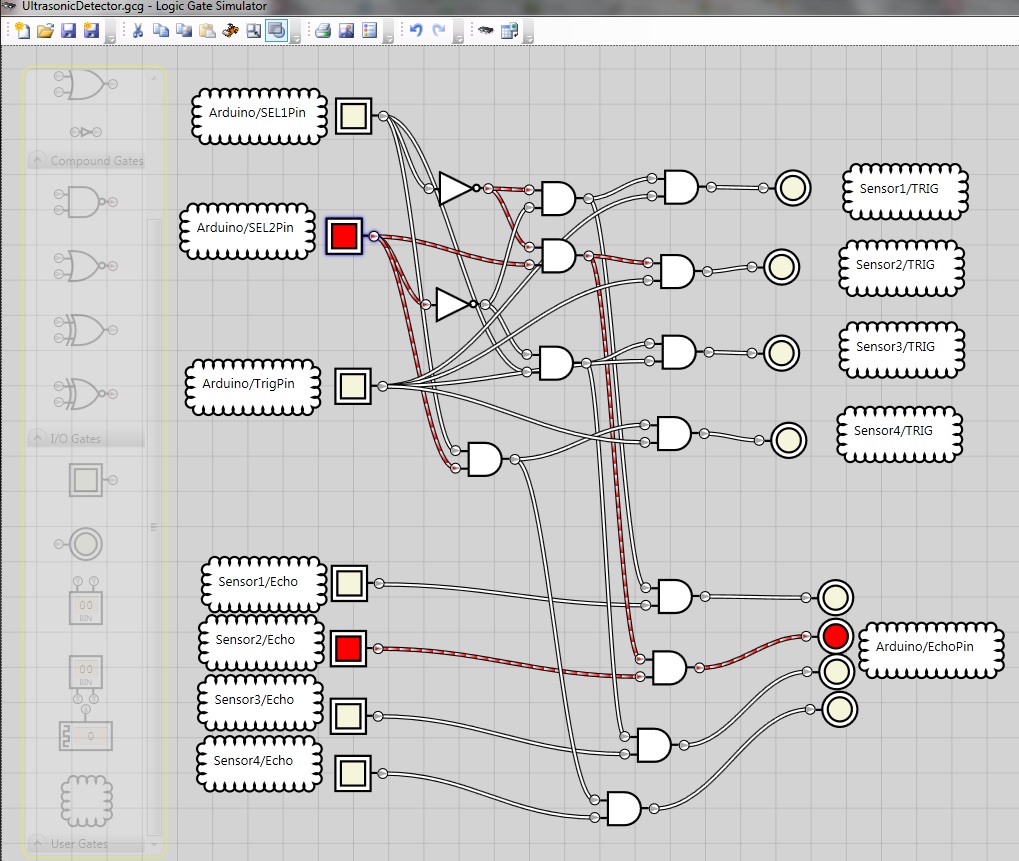 UltrasonicDetector.gcg - Logic Gate Simulator
Compound Gates
I/O Gates
00
BIN
00
BIN
0
User Gates
Arduino/SEL1Pin
Arduino/SEL2Pin
Arduino/TrigPin
Sensor1/TRIG
Sensor2/TRIG
Sensor3/TRIG
Sensor4/TRIG
Sensor1/Echo
Sensor2/Echo
Sensor3/Echo
Sensor4/Echo
Arduino/EchoPin